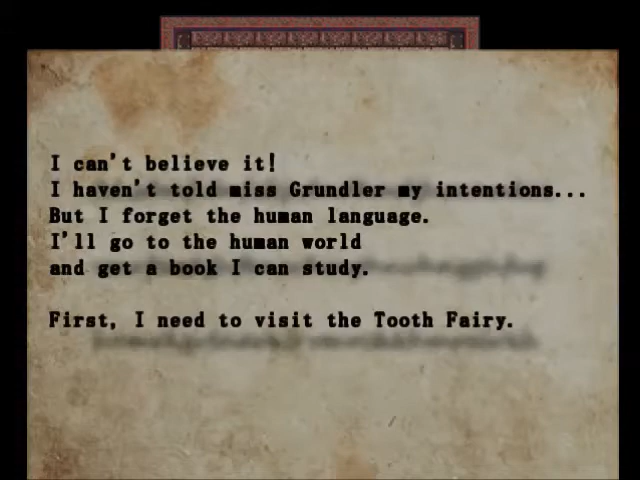 I can't believe it!
I haven't told miss Grundler my intentions...
But I forget the human language.
I'll go to the human world
and get a book I can study.
First, I need to visit the Tooth Fairy.